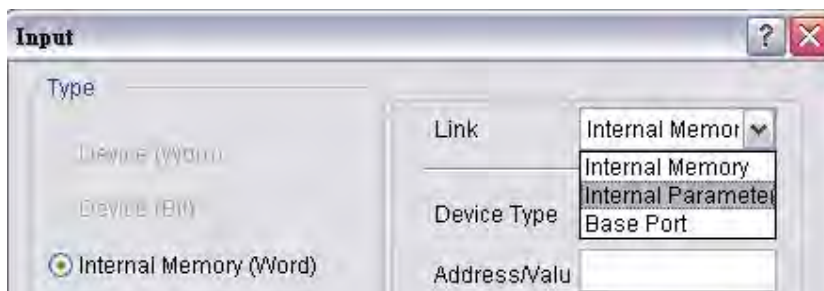 Input
Type
Device (Word)
Device (Bit)
Internal Memory (Word)
Link
Internal Memor
Internal Memory
Internal Paramete
Base Port
Device Type
Address/Valu